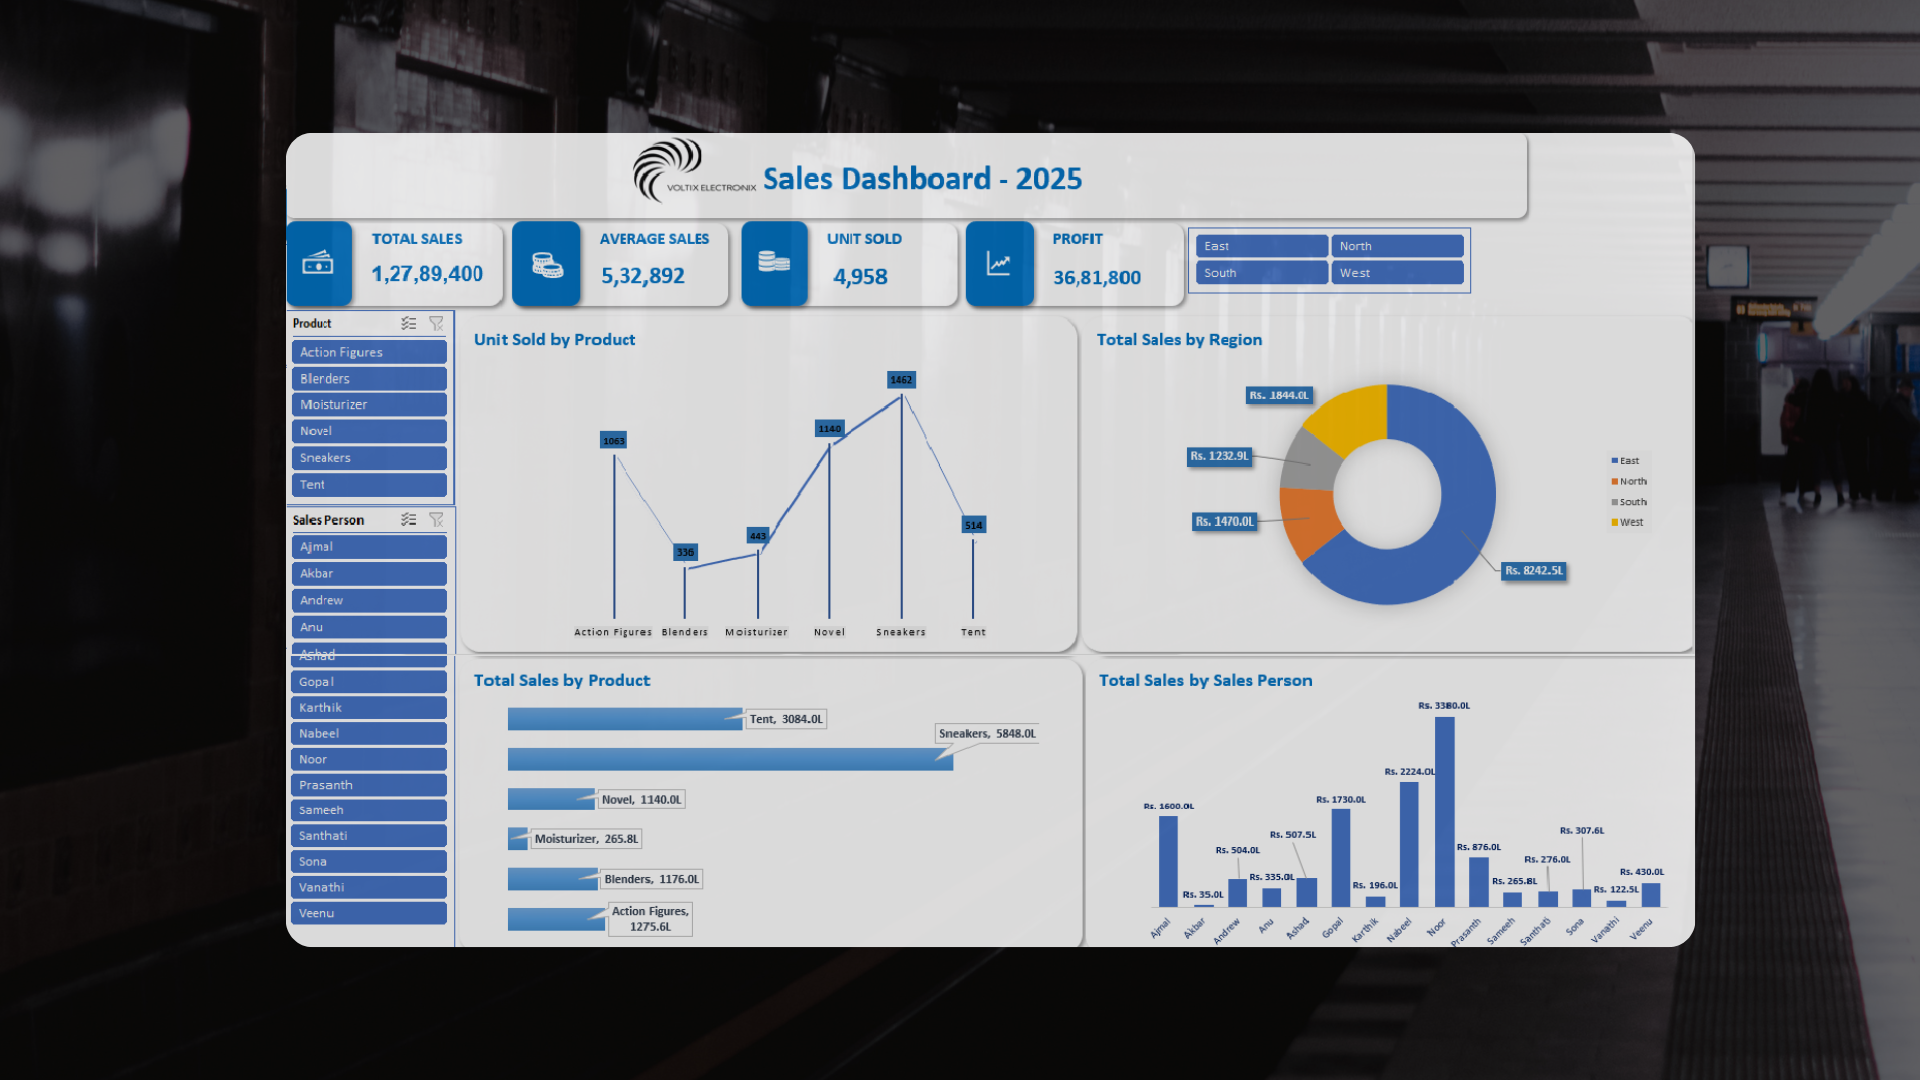 VOLTIX ELECTRONIX
Sales Dashboard - 2025
TOTAL SALES
1,27,89,400
AVERAGE SALES
5,32,892
UNIT SOLD
4,958
PROFIT
36,81,800
East
North
South
West
Product
Action Figures
Blenders
Moisturizer
Novel
Sneakers
Tent
Sales Person
Ajmal
Akbar
Andrew
Anu
Ashad
Gopal
Karthik
Nabeel
Noor
Prasanth
Sameeh
Santhati
Sona
Vanathi
Veenu
Unit Sold by Product
1063
336
443
1140
1462
514
Action Figures
Blenders
Moisturizer
Novel
Sneakers
Tent
Total Sales by Region
Rs. 1844.0L
Rs. 1232.9L
Rs. 1470.0L
Rs. 8242.5L
East
North
South
West
Total Sales by Product
Tent, 3084.0L
Sneakers, 5848.0L
Novel, 1140.0L
Moisturizer, 265.8L
Blenders, 1176.0L
Action Figures,
1275.6L
Total Sales by Sales Person
Rs. 1600.0L
Rs. 35.0L
Rs. 504.0L
Rs. 335.0L
Rs. 507.5L
Rs. 1730.0L
Rs. 196.0L
Rs. 2224.0L
Rs. 3380.0L
Rs. 876.0L
Rs. 265.8L
Rs. 276.0L
Rs. 307.6L
Rs. 122.5L
Rs. 430.0L
Ajmal
Akbar
Andrew
Anu
Ashad
Gopal
Karthik
Nabeel
Noor
Prasanth
Sameeh
Santhati
Sona
Vanathi
Veenu